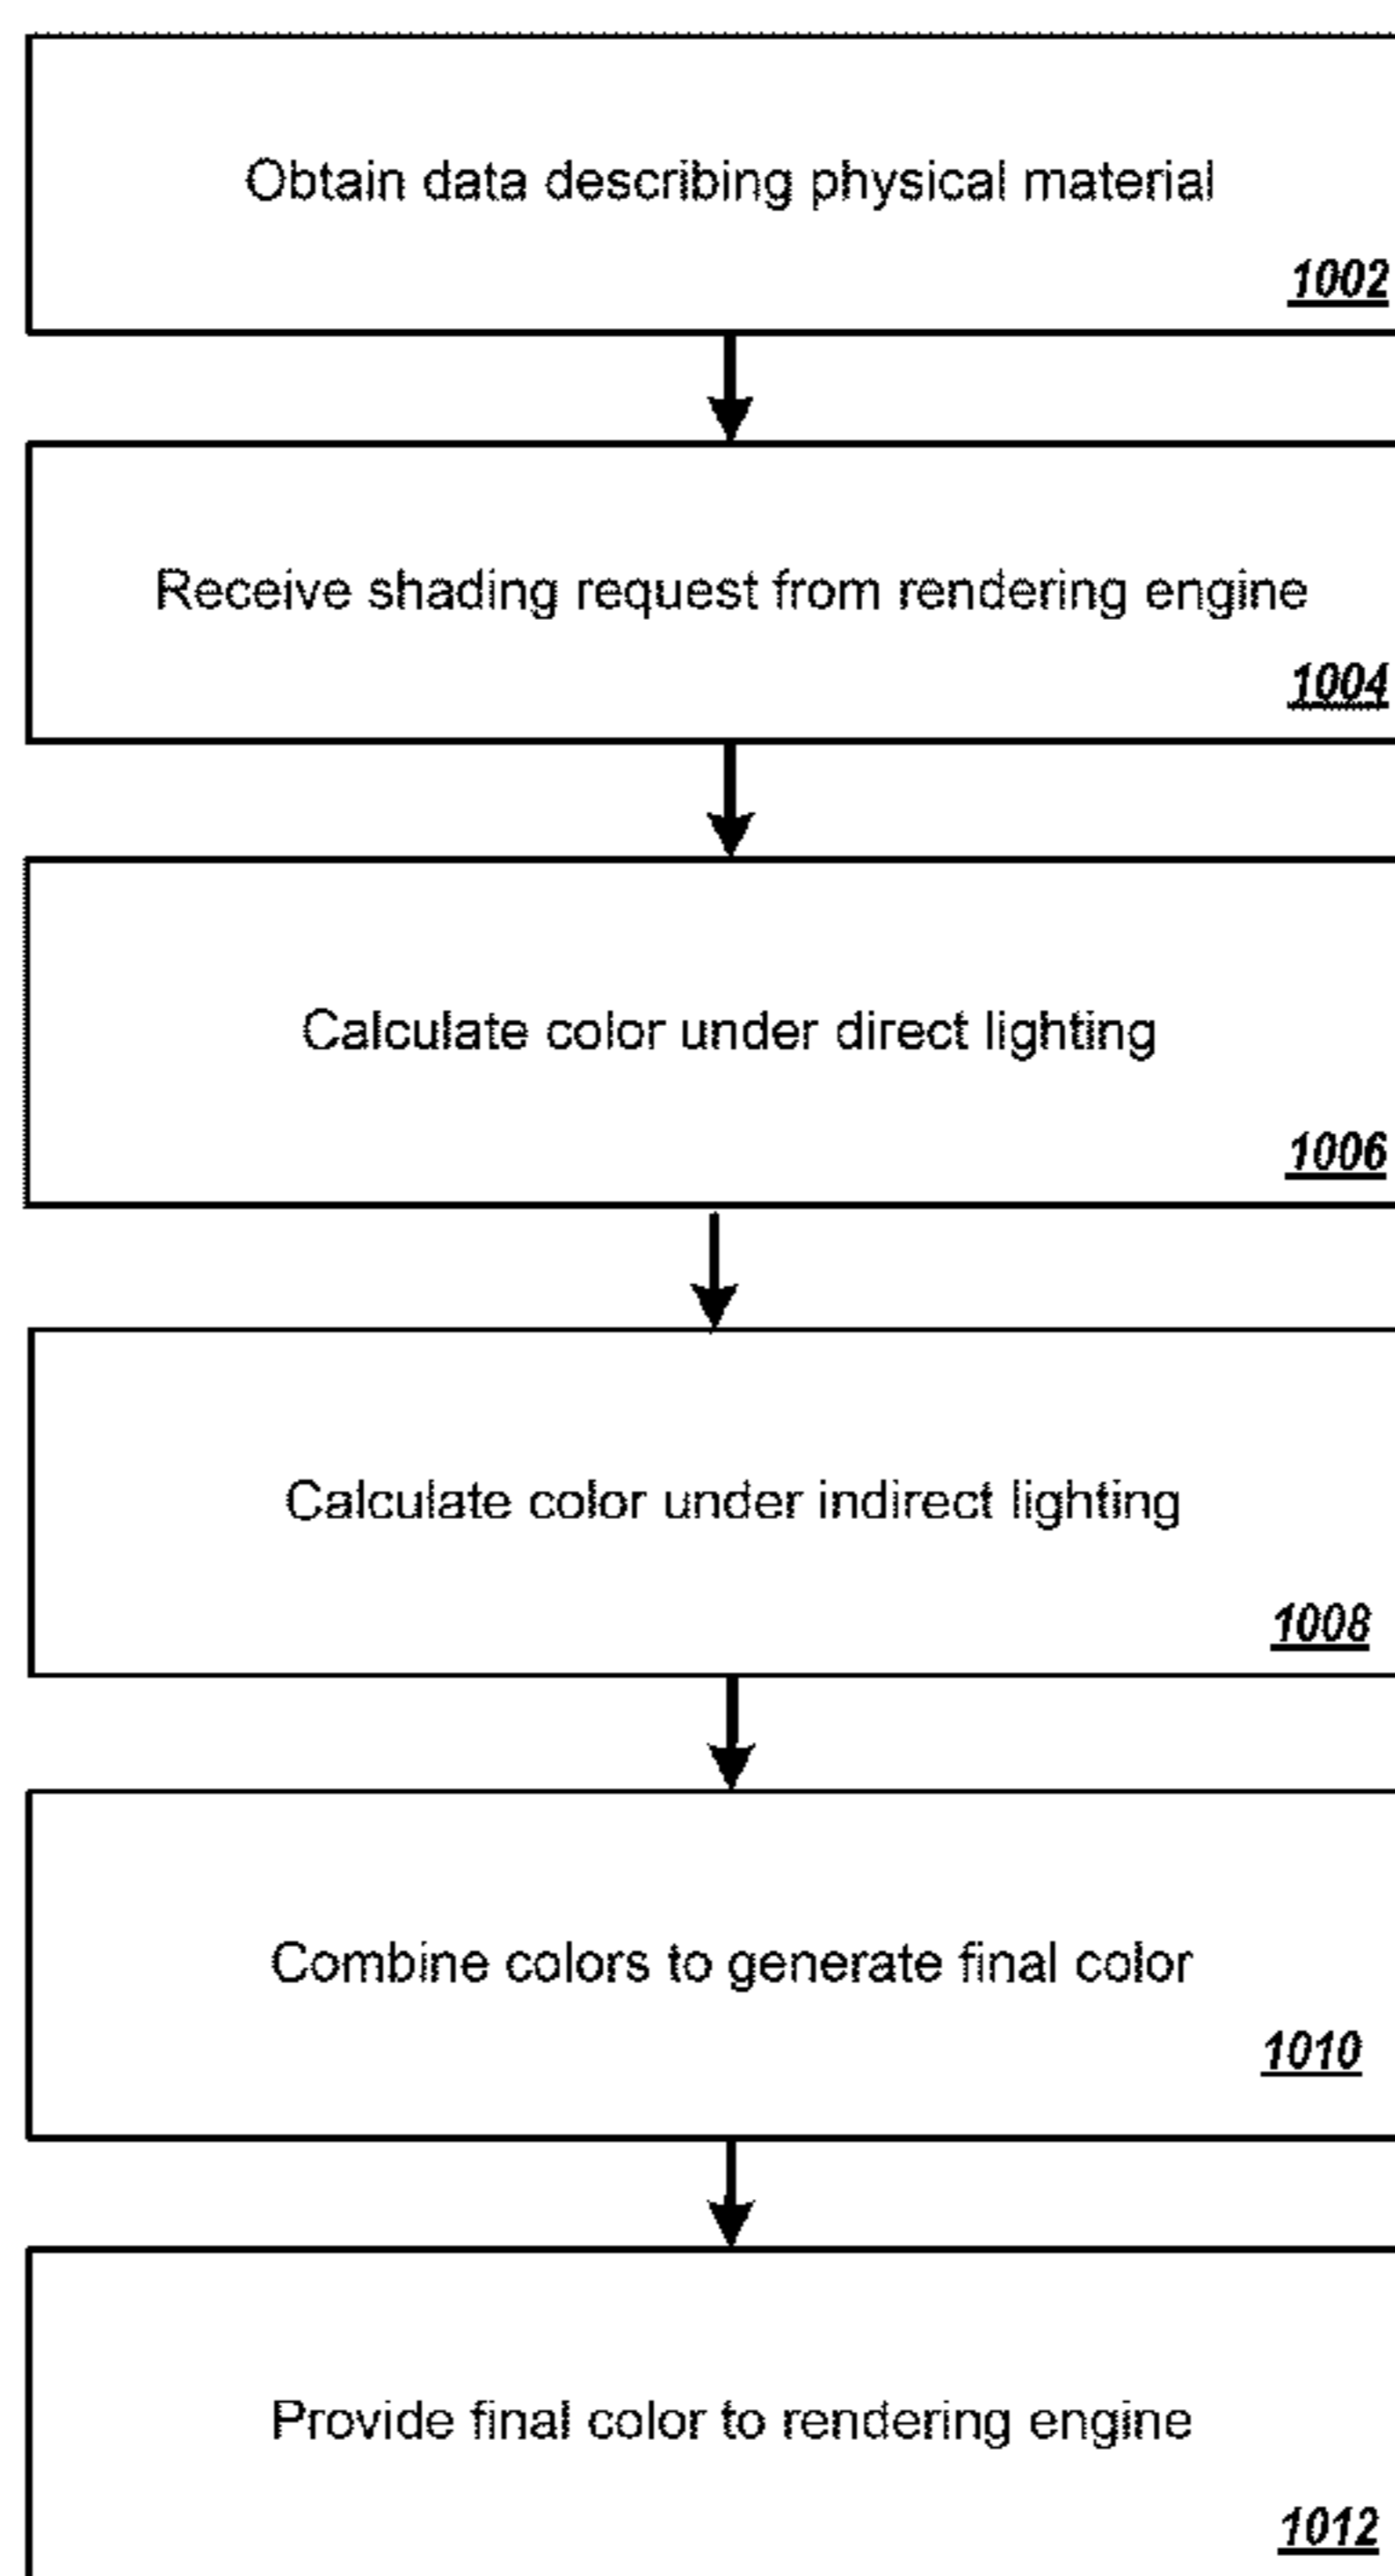 Obtain data describing physical material
1002
Receive shading request from rendering engine
1004
Calculate color under direct lighting
1006
Calculate color under indirect lighting
1008
Combine colors to generate final color
1010
Provide final color to rendering engine
1012